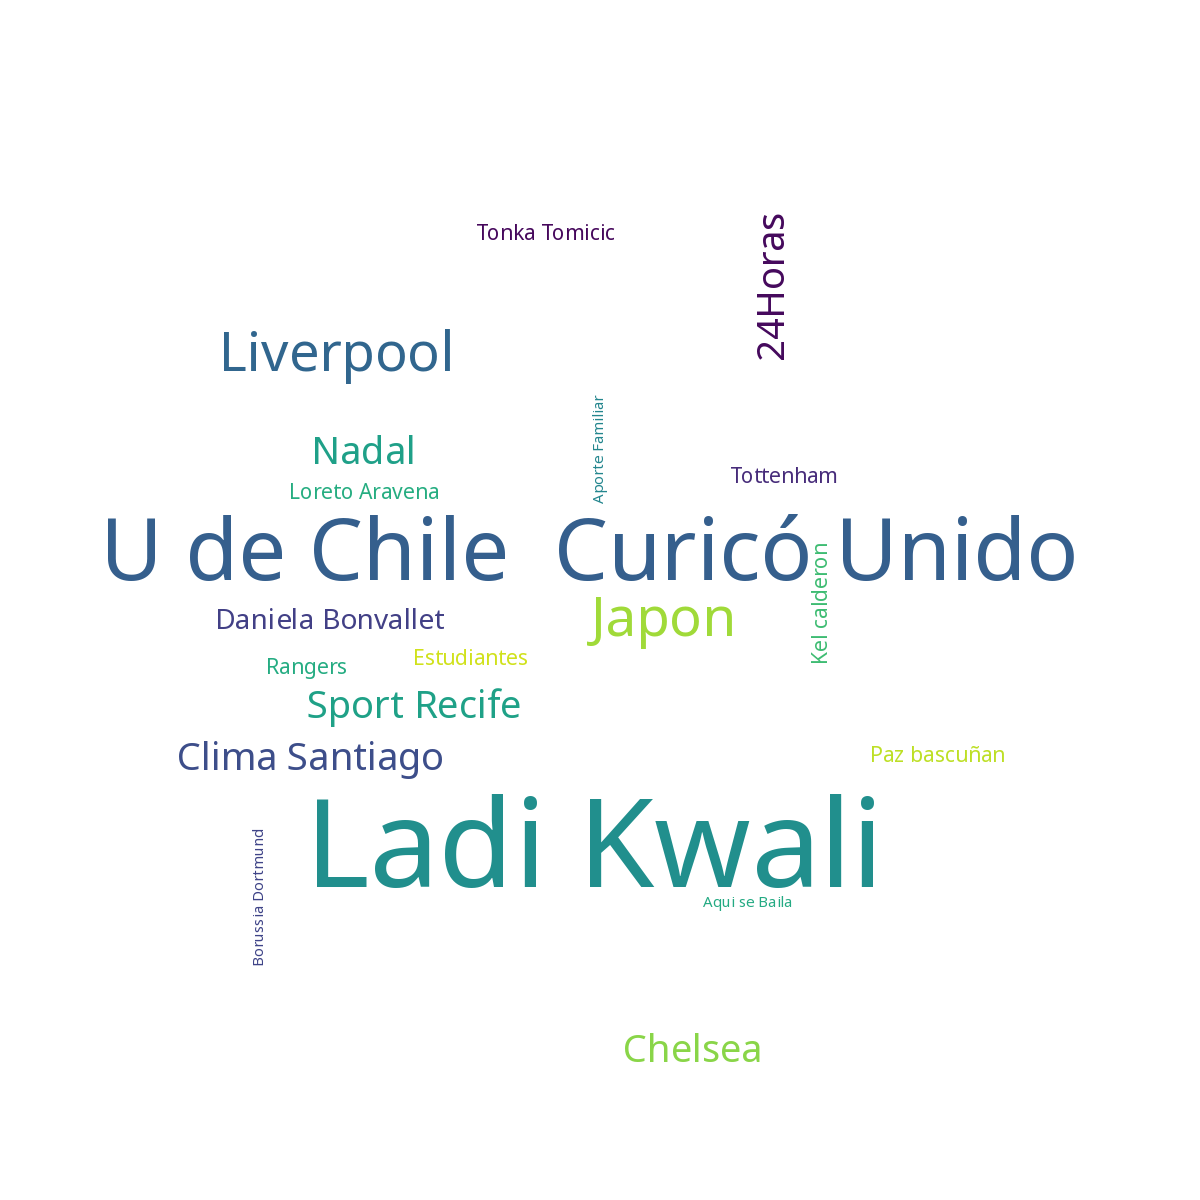 Tonka Tomicic
24Horas
Liverpool
Aporte Familiar
Nadal
Tottenham
Loreto Aravena
U de Chile Curicó Unido
Kel calderon
Daniela Bonvallet
Japon
Rangers
Estudiantes
Sport Recife
Clima Santiago
Paz bascuñan
Ladi Kwali
Borussia Dortmund
Aqui se Baila
Chelsea